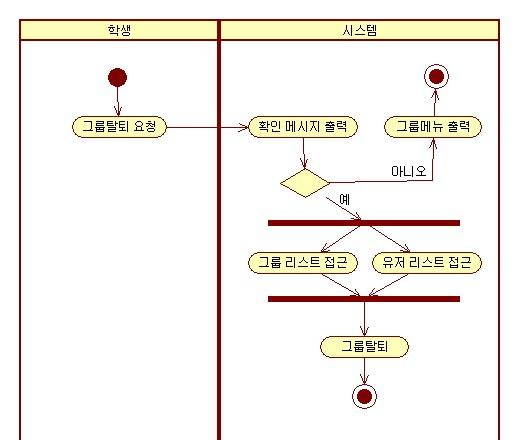 학생
시스템
그룹탈퇴 요청
확인 메시지 출력
그룹메뉴 출력
아니오
예
그룹 리스트 접근
유저 리스트 접근
그룹탈퇴